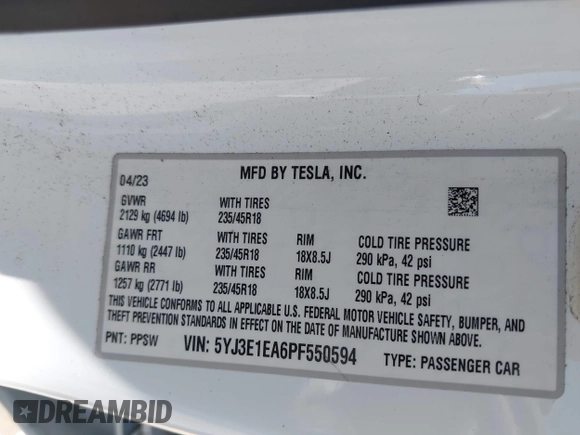 MFD BY TESLA, INC.
04/23
GVWR WITH TIRES
2129 kg (4694 lb) 235/45R18
GAWR FRT WITH TIRES RIM COLD TIRE PRESSURE
1110 kg (2447 lb) 235/45R18 18X8.5J 290 kPa, 42 psi
GAWR RR WITH TIRES RIM COLD TIRE PRESSURE
1257 kg (2771 lb) 235/45R18 18X8.5J 290 kPa, 42 psi
THIS VEHICLE CONFORMS TO ALL APPLICABLE U.S. FEDERAL MOTOR VEHICLE SAFETY, BUMPER, AND
THEFT PREVENTION STANDARDS IN EFFECT ON THE DATE OF MANUFACTURE SHOWN ABOVE.
PNT: PPSW VIN: 5YJ3E1EA6PF550594 TYPE: PASSENGER CAR
DREAMBID